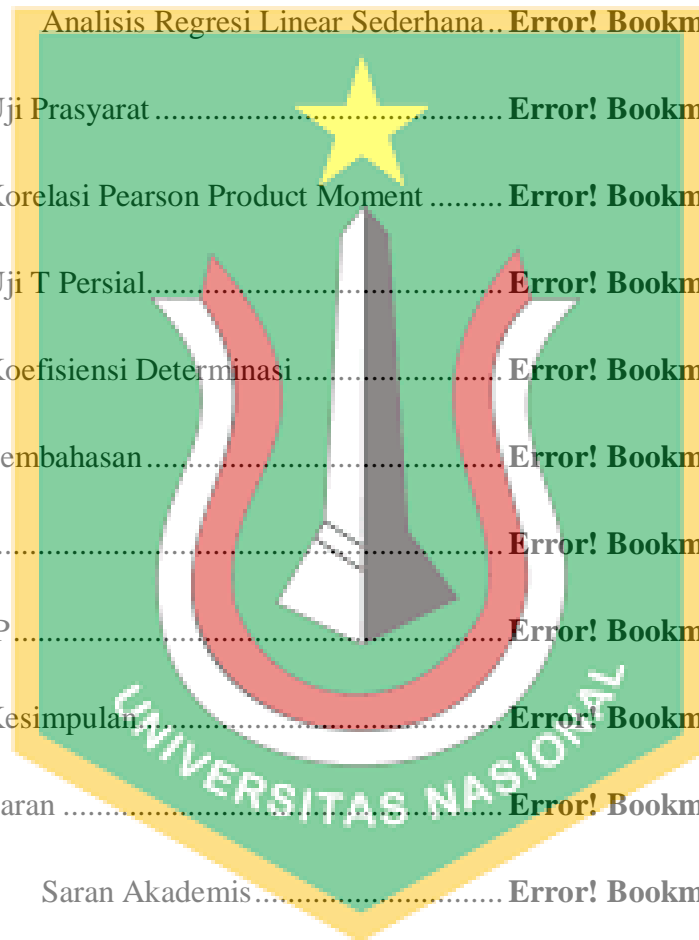 Analisis Regresi Linear Sederhana.. Error! Bookm
Uji Prasyarat .................................. Error! Bookm
Korelasi Pearson Product Moment ......... Error! Bookm
Uji T Persial.................................... Error! Bookm
Koefisiensi Determinasi..................... Error! Bookm
embahasan................................... Error! Bookm
................................................. Error! Bookm
P ............................................... Error! Bookm
Kesimpulan.................................... Error! Bookm
UNIVERSITAS NASIONAL
aran ........................................... Error! Bookm
Saran Akademis........................ Error! Bookm